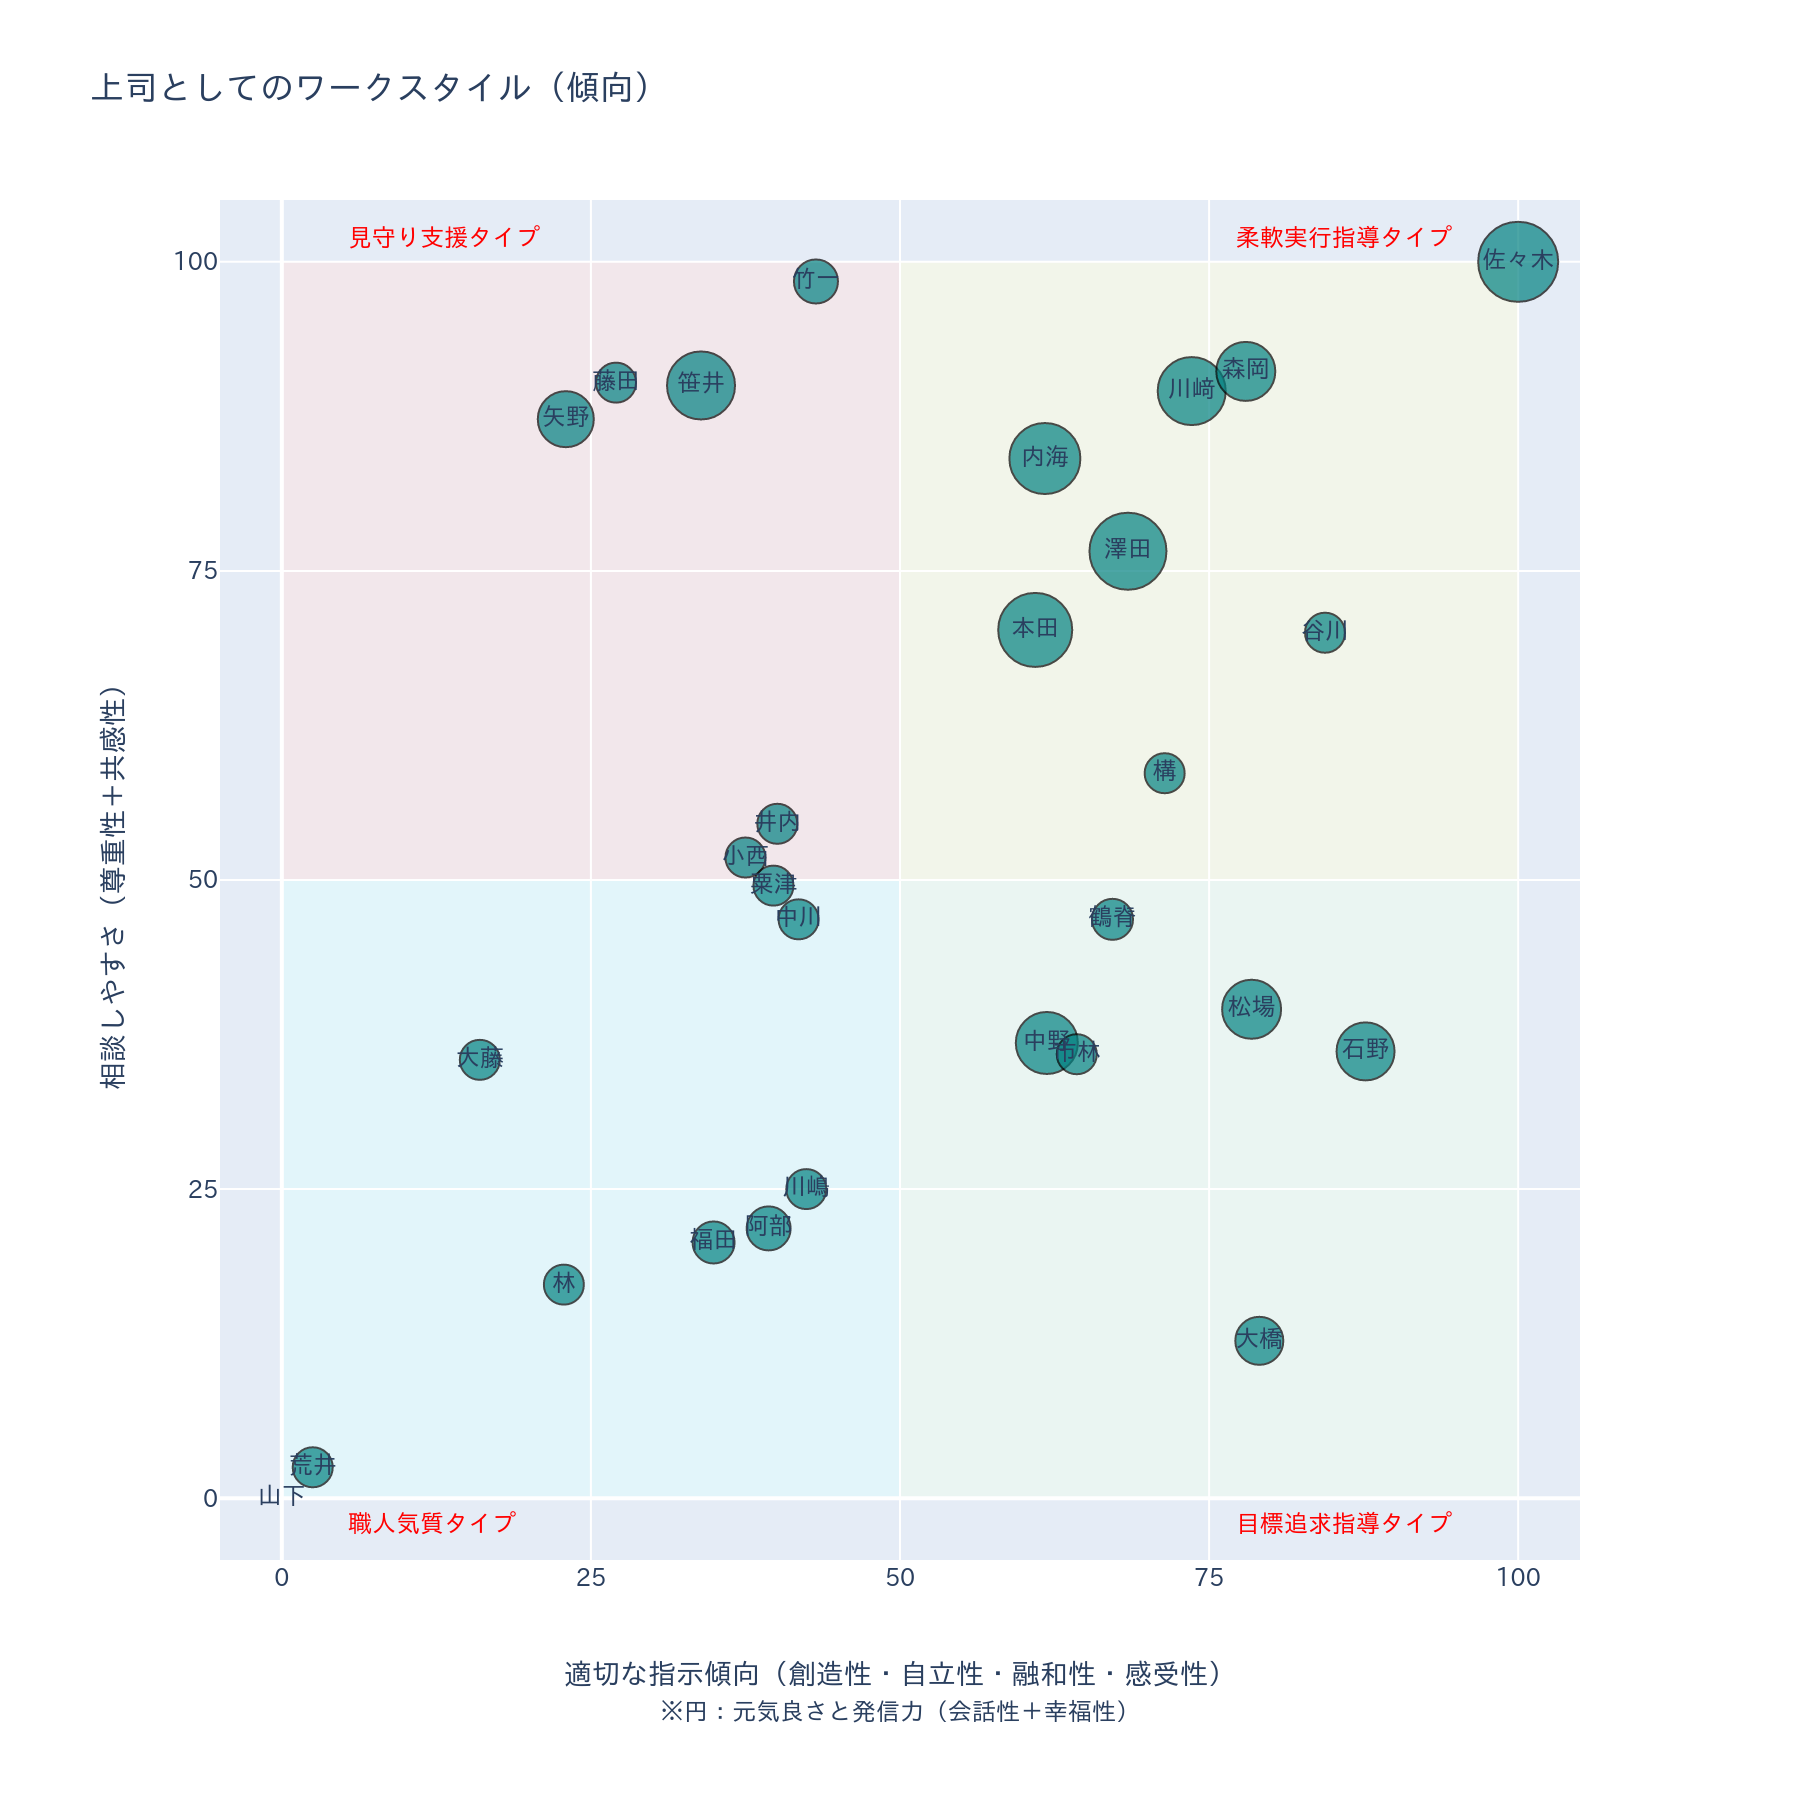 上司としてのワークスタイル（傾向）
見守り支援タイプ
柔軟実行指導タイプ
100
佐々木
竹一
森岡
藤田
笹井
川﨑
矢野
内海
75
澤田
本田
谷川
構
井内
小西
50
粟津
中川
鶴脊
松場
中野
市林
石野
大藤
25
川嶋
阿部
福田
林
大橋
荒井
山下
0
職人気質タイプ
目標追求指導タイプ
0
25
50
75
100
相談しやすさ（尊重性＋共感性）
適切な指示傾向（創造性・自立性・融和性・感受性）
※円：元気良さと発信力（会話性＋幸福性）